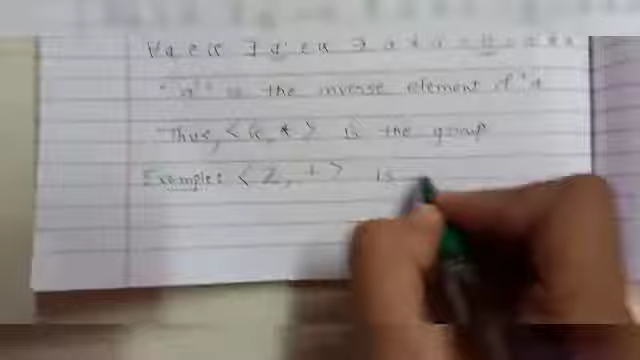 ∀ a ∈ G ∃ a' ∈ G ∋ a * a' = e = a' * a
"a'" is the inverse element of 'a'
Thus, < G, * > is the group
Example: < Z, + > is